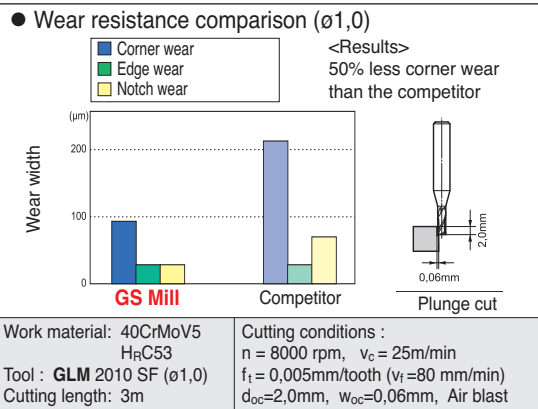 ● Wear resistance comparison (ø1,0)
Corner wear
Edge wear
Notch wear
<Results>
50% less corner wear
than the competitor
(μm)
200
100
0
Wear width
GS Mill
Competitor
2,0mm
0,06mm
Plunge cut
Work material: 40CrMoV5
HRC53
Tool : GLM 2010 SF (ø1,0)
Cutting length: 3m
Cutting conditions :
n = 8000 rpm, vc = 25m/min
ft = 0,005mm/tooth (vf =80 mm/min)
doc=2,0mm, woc=0,06mm, Air blast